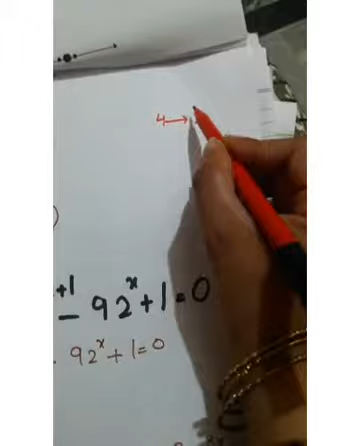 4→
+1 - 92ˣ + 1 = 0
92ˣ + 1 = 0